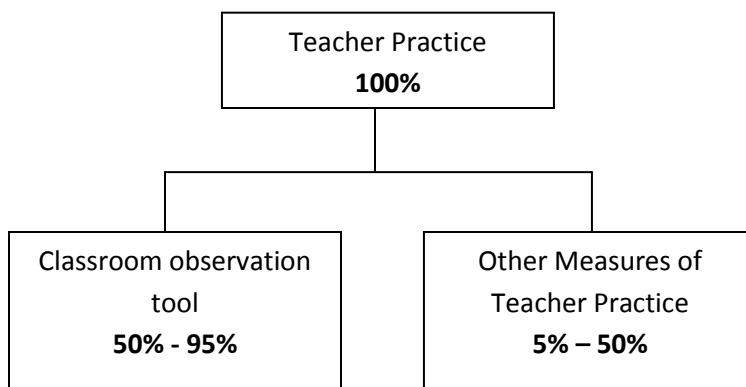 Teacher Practice
100%
Classroom observation
tool
50% - 95%
Other Measures of
Teacher Practice
5% – 50%